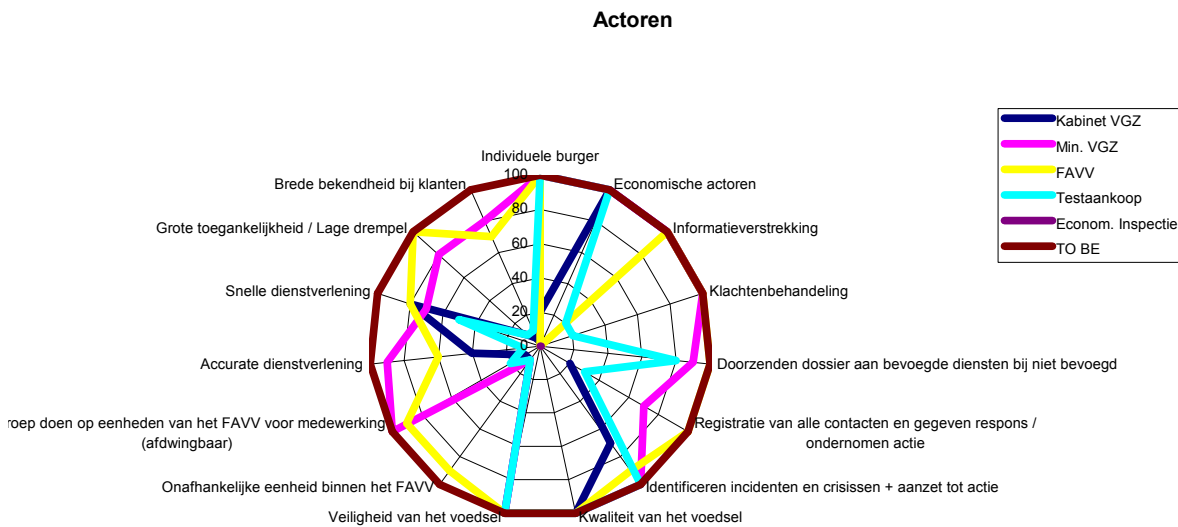 Actoren
Kabinet VGZ
Min. VGZ
FAVV
Testaankoop
Econom. Inspectie
TO BE
Individuele burger
Economische actoren
Informatieverstrekking
Klachtenbehandeling
Doorzenden dossier aan bevoegde diensten bij niet bevoegd
Registratie van alle contacten en gegeven respons /
ondernomen actie
Identificeren incidenten en crisissen + aanzet tot actie
Kwaliteit van het voedsel
Veiligheid van het voedsel
Onafhankelijke eenheid binnen het FAVV
roep doen op eenheden van het FAVV voor medewerking
(afdwingbaar)
Accurate dienstverlening
Snelle dienstverlening
Grote toegankelijkheid / Lage drempel
Brede bekendheid bij klanten
100
80
60
40
20
0